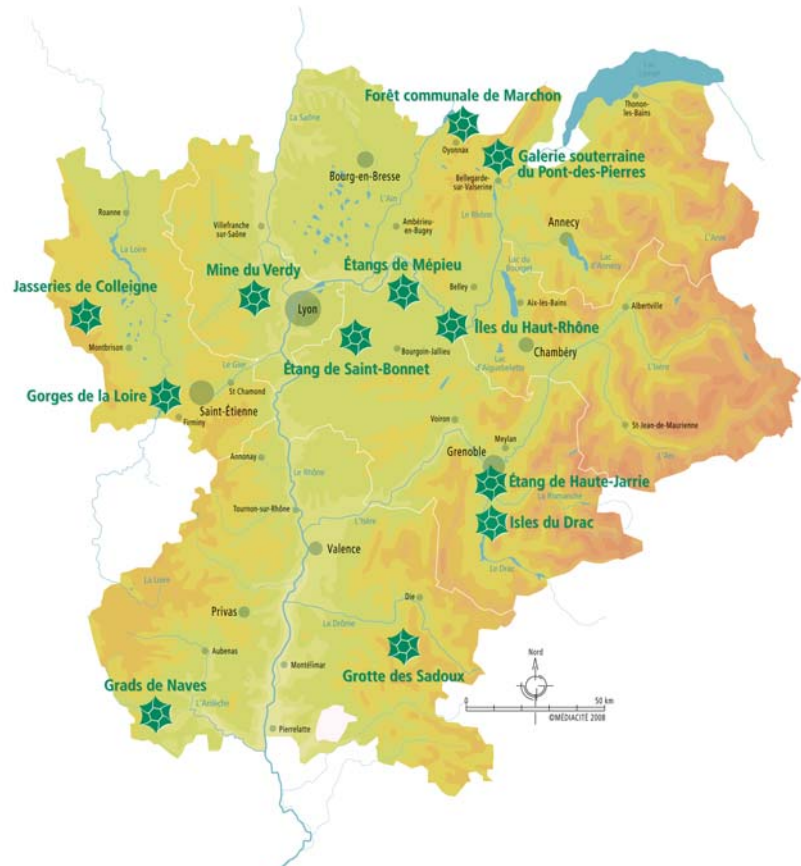 Lac Léman
Thonon-
les-Bains
Forêt communale de Marchon
La Saône
Oyonnax
Galerie souterraine
du Pont-des-Pierres
Bourg-en-Bresse
Bellegarde-
sur-Valserine
L'Ain
Roanne
Villefranche
sur-Saône
Ambérieu-
en-Bugey
Le Rhône
Annecy
L'Arve
La Loire
Lac
d'Annecy
Mine du Verdy
Étangs de Mépieu
Lac du
Bourget
Jasseries de Colleigne
Belley
Aix-les-Bains
Albertville
Lyon
Îles du Haut-Rhône
Montbrison
Étang de Saint-Bonnet
Bourgoin-Jallieu
Chambéry
Lac
d'Aiguebelette
Le Gier
L'Isère
St Chamond
Gorges de la Loire
Saint-Étienne
Firminy
Voiron
Meylan
St-Jean-de-Maurienne
Annonay
Grenoble
L'Arc
Le Rhône
Étang de Haute-Jarrie
La Romanche
Tournon-sur-Rhône
L'Isère
Isles du Drac
Valence
Le Drac
La Loire
Die
Privas
La Drôme
Aubenas
Montélimar
Grotte des Sadoux
Nord
Grads de Naves
L'Ardèche
0 50 km
©MÉDIACITÉ 2008
Pierrelatte